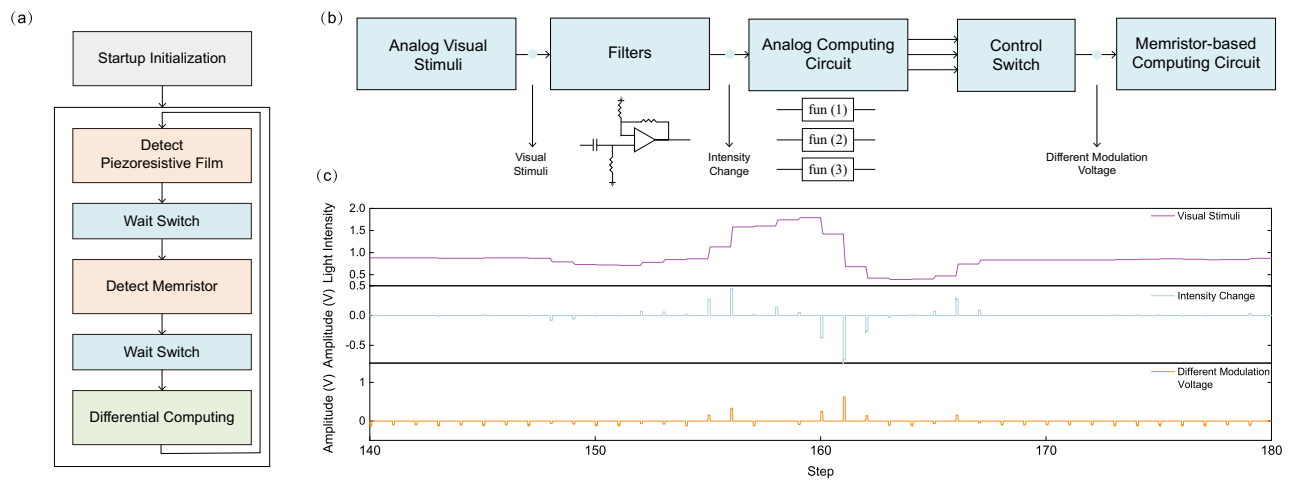 (a)
Startup Initialization
Detect
Piezoresistive Film
Wait Switch
Detect Memristor
Wait Switch
Differential Computing
(b)
Analog Visual
Stimuli
Filters
Analog Computing
Circuit
Control
Switch
Memristor-based
Computing Circuit
Visual
Stimuli
Intensity
Change
fun (1)
fun (2)
fun (3)
Different Modulation
Voltage
(c)
Light Intensity
2.0
1.5
1.0
0.5
Visual Stimuli
Amplitude (V)
0.5
0.0
-0.5
Intensity Change
Amplitude (V)
1
0
Different Modulation
Voltage
140
150
160
170
180
Step